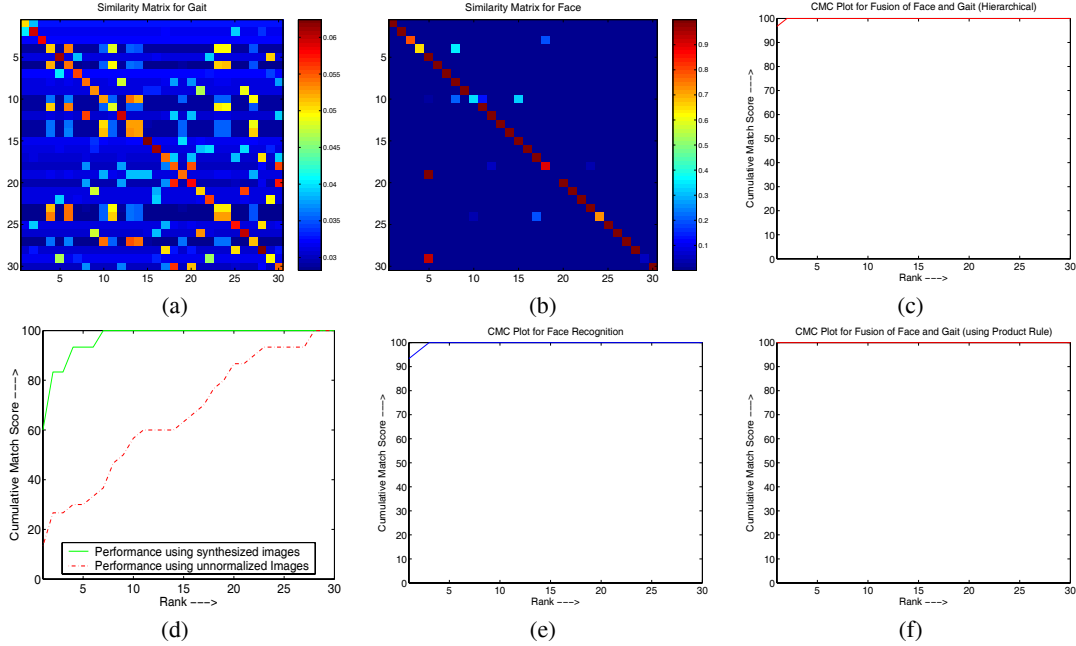 Similarity Matrix for Gait
5
10
15
20
25
30
5 10 15 20 25 30
0.06
0.055
0.05
0.045
0.04
0.035
0.03
(a)
Similarity Matrix for Face
5
10
15
20
25
30
5 10 15 20 25 30
0.9
0.8
0.7
0.6
0.5
0.4
0.3
0.2
0.1
(b)
CMC Plot for Fusion of Face and Gait (Hierarchical)
Cumulative Match Score --->
100
90
80
70
60
50
40
30
20
10
0
5 10 15 20 25 30
Rank --->
(c)
Cumulative Match Score --->
100
80
60
40
20
0
Performance using synthesized images
Performance using unnormalized Images
5 10 15 20 25 30
Rank --->
(d)
CMC Plot for Face Recognition
Cumulative Match Score --->
100
90
80
70
60
50
40
30
20
10
0
5 10 15 20 25 30
Rank --->
(e)
CMC Plot for Fusion of Face and Gait (using Product Rule)
Cumulative Match Score --->
100
90
80
70
60
50
40
30
20
10
0
5 10 15 20 25 30
Rank --->
(f)